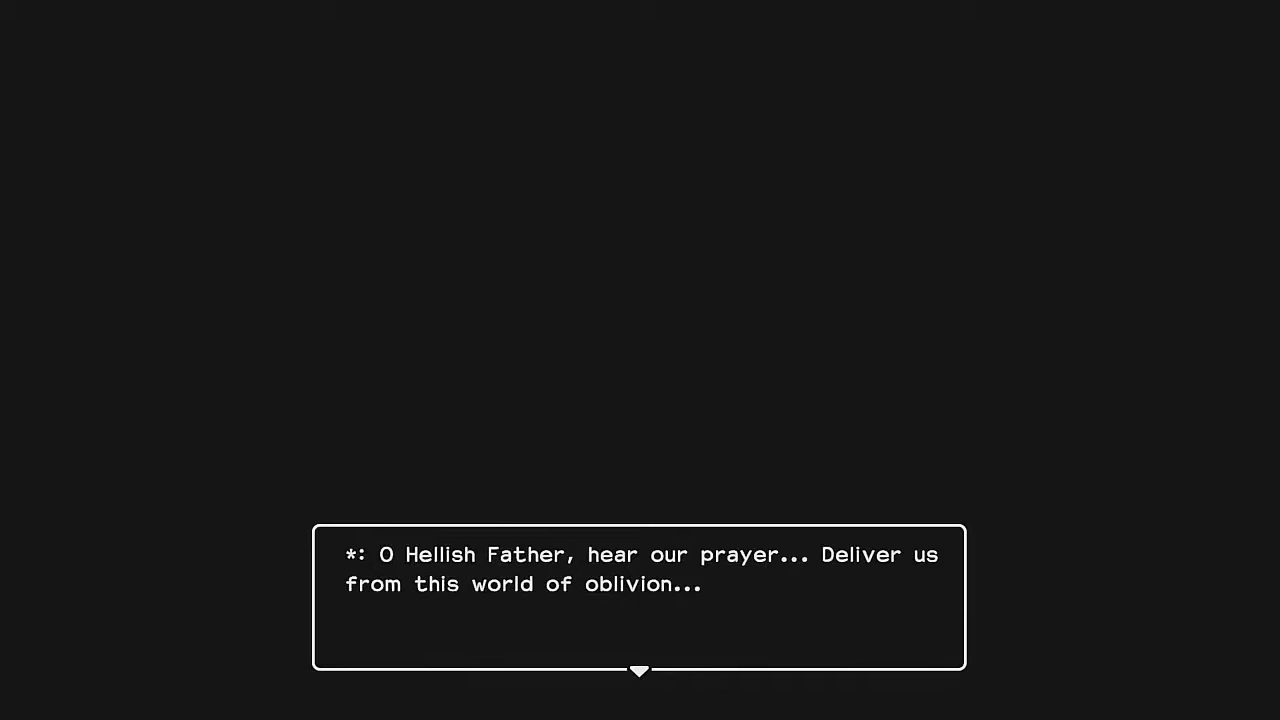 *: O Hellish Father, hear our prayer... Deliver us
from this world of oblivion...